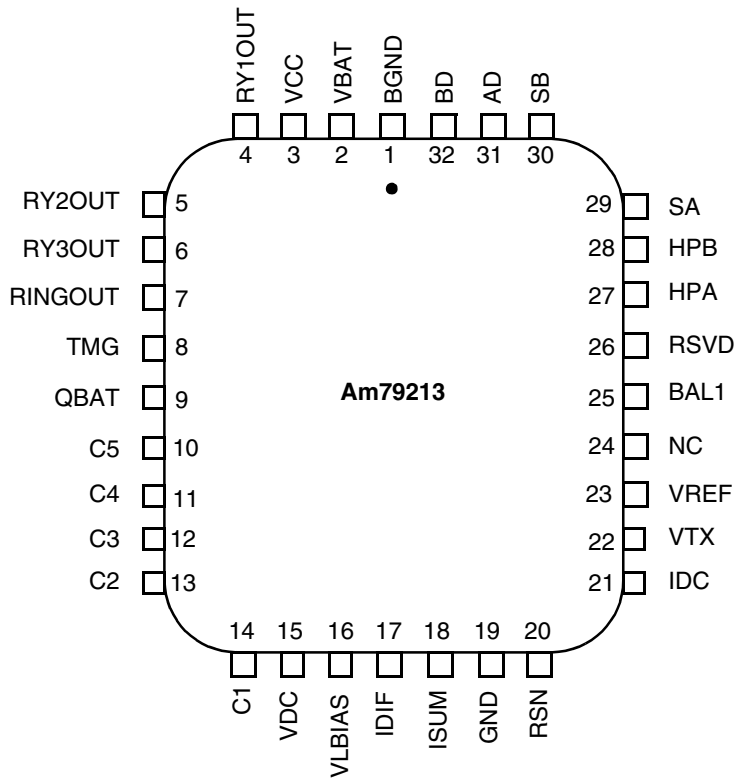 RY1OUT VCC VBAT BGND BD AD SB
4 3 2 1 32 31 30
RY2OUT 5 29 SA
RY3OUT 6 28 HPB
RINGOUT 7 27 HPA
TMG 8 26 RSVD
Am79213
QBAT 9 25 BAL1
C5 10 24 NC
C4 11 23 VREF
C3 12 22 VTX
C2 13 21 IDC
14 15 16 17 18 19 20
C1 VDC VLBIAS IDIF ISUM GND RSN